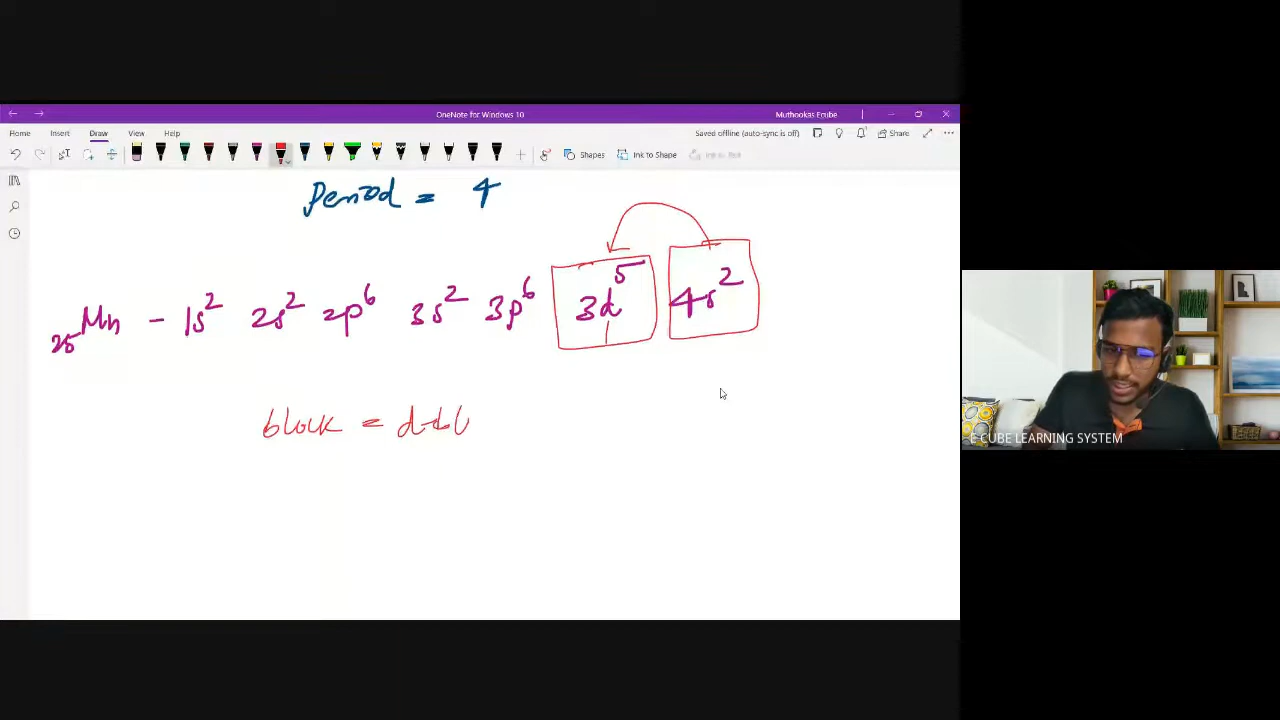 OneNote for Windows 10
Muthookas Ecube
Home Insert Draw View Help
Saved offline (auto-sync is off)
Share
Shapes
Ink to Shape
Period = 4
₂₅Mn - 1s² 2s² 2p⁶ 3s² 3p⁶ 3d⁵ 4s²
block =
E CUBE LEARNING SYSTEM